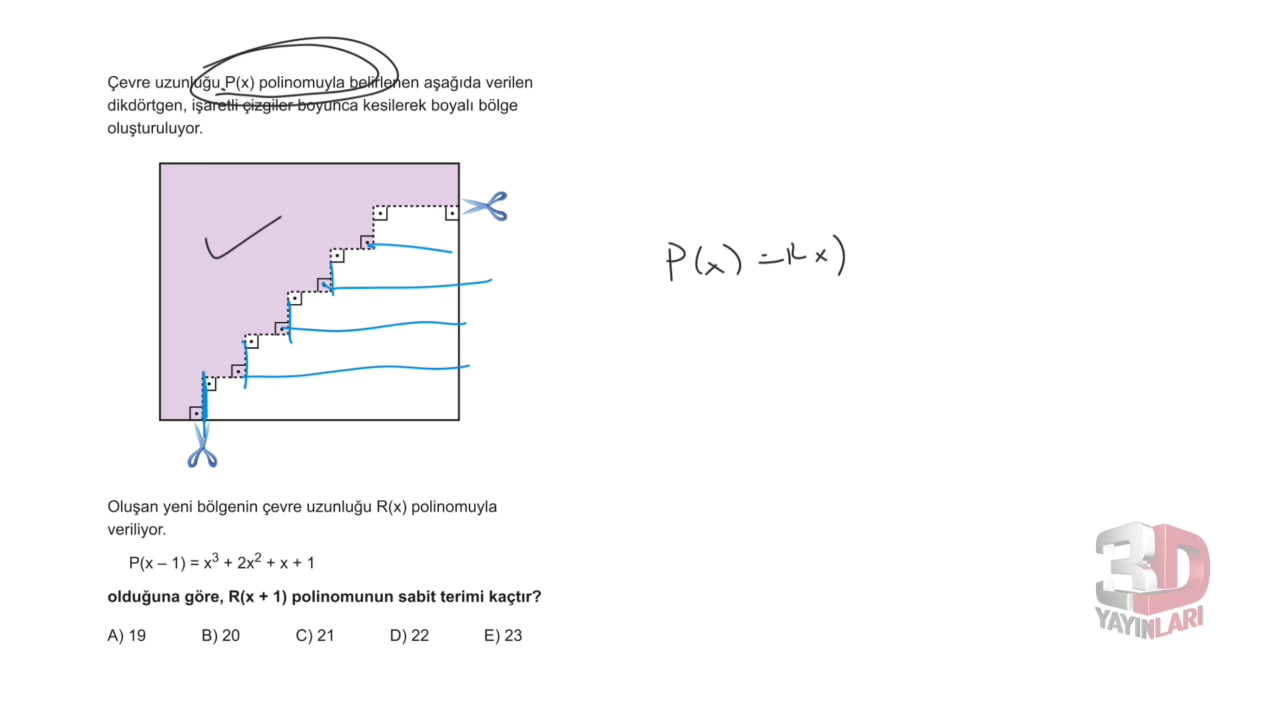 Çevre uzunluğu P(x) polinomuyla belirlenen aşağıda verilen
dikdörtgen, işaretli çizgiler boyunca kesilerek boyalı bölge
oluşturuluyor.
P(x) = R x)
Oluşan yeni bölgenin çevre uzunluğu R(x) polinomuyla
veriliyor.
P(x – 1) = x³ + 2x² + x + 1
olduğuna göre, R(x + 1) polinomunun sabit terimi kaçtır?
A) 19 B) 20 C) 21 D) 22 E) 23
3D
YAYINLARI